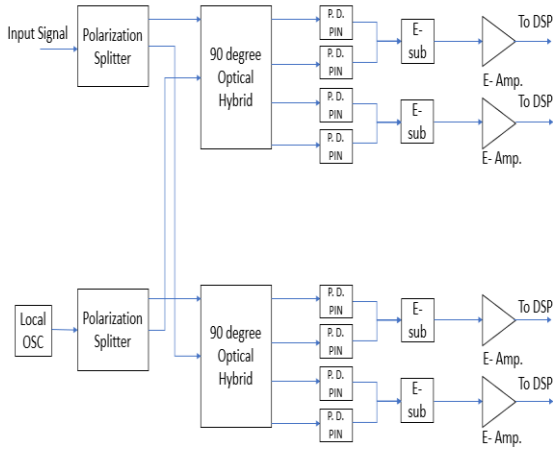 Input Signal
Polarization
Splitter
90 degree
Optical
Hybrid
P. D.
PIN
P. D.
PIN
P. D.
PIN
P. D.
PIN
E-
sub
E-
sub
To DSP
E- Amp.
To DSP
E- Amp.
Local
OSC
Polarization
Splitter
90 degree
Optical
Hybrid
P. D.
PIN
P. D.
PIN
P. D.
PIN
P. D.
PIN
E-
sub
E-
sub
To DSP
E- Amp.
To DSP
E- Amp.